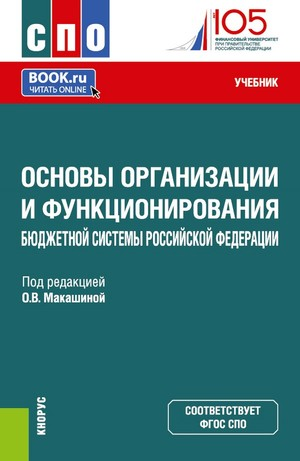 СПО
105
ФИНАНСОВЫЙ УНИВЕРСИТЕТ
ПРИ ПРАВИТЕЛЬСТВЕ
РОССИЙСКОЙ ФЕДЕРАЦИИ
BOOK.ru
ЧИТАТЬ ONLINE
УЧЕБНИК
ОСНОВЫ ОРГАНИЗАЦИИ
И ФУНКЦИОНИРОВАНИЯ
БЮДЖЕТНОЙ СИСТЕМЫ РОССИЙСКОЙ ФЕДЕРАЦИИ
Под редакцией
О.В. Макашиной
КНОРУС
СООТВЕТСТВУЕТ
ФГОС СПО